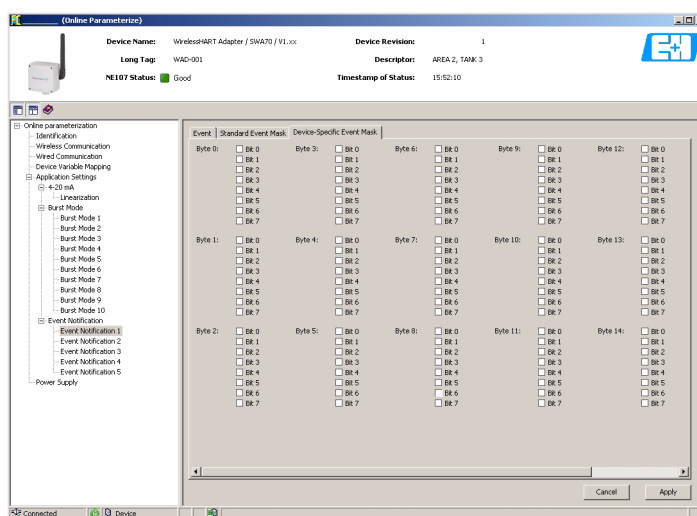 (Online Parameterize)
Device Name: WirelessHART Adapter / SWA70 / V1.xx Device Revision: 1
Long Tag: WAD-001 Descriptor: AREA 2, TANK 3
NE107 Status: Good Timestamp of Status: 15:52:10
E+H
Online parameterization
Identification
Wireless Communication
Wired Communication
Device Variable Mapping
Application Settings
4-20 mA
Linearization
Burst Mode
Burst Mode 1
Burst Mode 2
Burst Mode 3
Burst Mode 4
Burst Mode 5
Burst Mode 6
Burst Mode 7
Burst Mode 8
Burst Mode 9
Burst Mode 10
Event Notification
Event Notification 1
Event Notification 2
Event Notification 3
Event Notification 4
Event Notification 5
Power Supply
Event Standard Event Mask Device-Specific Event Mask
Byte 0: Bit 0 Byte 3: Bit 0 Byte 6: Bit 0 Byte 9: Bit 0 Byte 12: Bit 0
Bit 1 Bit 1 Bit 1 Bit 1 Bit 1
Bit 2 Bit 2 Bit 2 Bit 2 Bit 2
Bit 3 Bit 3 Bit 3 Bit 3 Bit 3
Bit 4 Bit 4 Bit 4 Bit 4 Bit 4
Bit 5 Bit 5 Bit 5 Bit 5 Bit 5
Bit 6 Bit 6 Bit 6 Bit 6 Bit 6
Bit 7 Bit 7 Bit 7 Bit 7 Bit 7
Byte 1: Bit 0 Byte 4: Bit 0 Byte 7: Bit 0 Byte 10: Bit 0 Byte 13: Bit 0
Bit 1 Bit 1 Bit 1 Bit 1 Bit 1
Bit 2 Bit 2 Bit 2 Bit 2 Bit 2
Bit 3 Bit 3 Bit 3 Bit 3 Bit 3
Bit 4 Bit 4 Bit 4 Bit 4 Bit 4
Bit 5 Bit 5 Bit 5 Bit 5 Bit 5
Bit 6 Bit 6 Bit 6 Bit 6 Bit 6
Bit 7 Bit 7 Bit 7 Bit 7 Bit 7
Byte 2: Bit 0 Byte 5: Bit 0 Byte 8: Bit 0 Byte 11: Bit 0 Byte 14: Bit 0
Bit 1 Bit 1 Bit 1 Bit 1 Bit 1
Bit 2 Bit 2 Bit 2 Bit 2 Bit 2
Bit 3 Bit 3 Bit 3 Bit 3 Bit 3
Bit 4 Bit 4 Bit 4 Bit 4 Bit 4
Bit 5 Bit 5 Bit 5 Bit 5 Bit 5
Bit 6 Bit 6 Bit 6 Bit 6 Bit 6
Bit 7 Bit 7 Bit 7 Bit 7 Bit 7
Cancel Apply
Connected Device